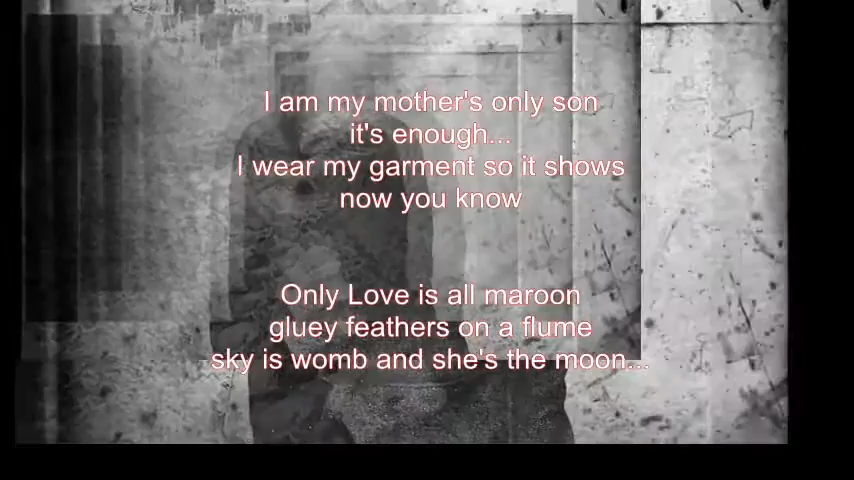 I am my mother's only son
it's enough...
I wear my garment so it shows
now you know
Only Love is all maroon
gluey feathers on a flume
sky is womb and she's the moon...